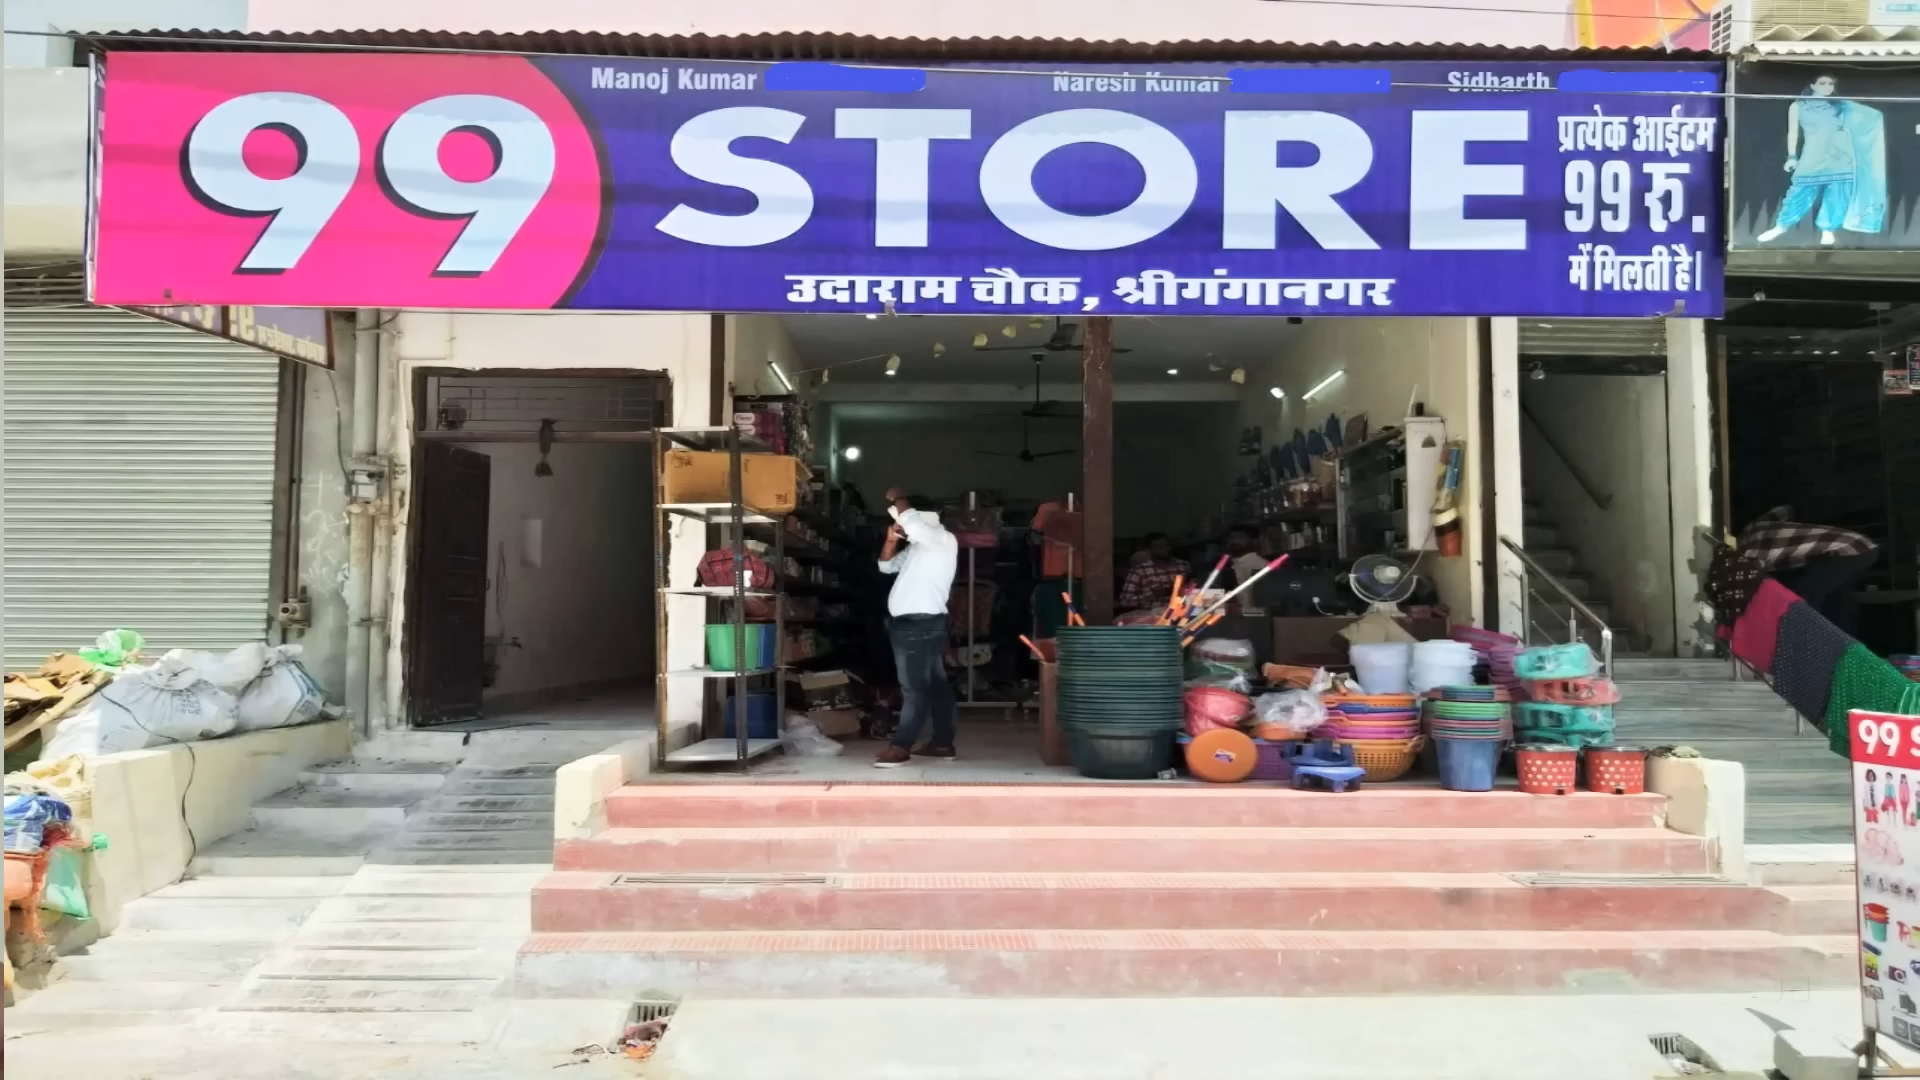 Manoj Kumar Naresh Kumar Sidharth
99 STORE
प्रत्येक आईटम
99 रु.
में मिलती है।
उदाराम चौक, श्रीगंगानगर
99 S